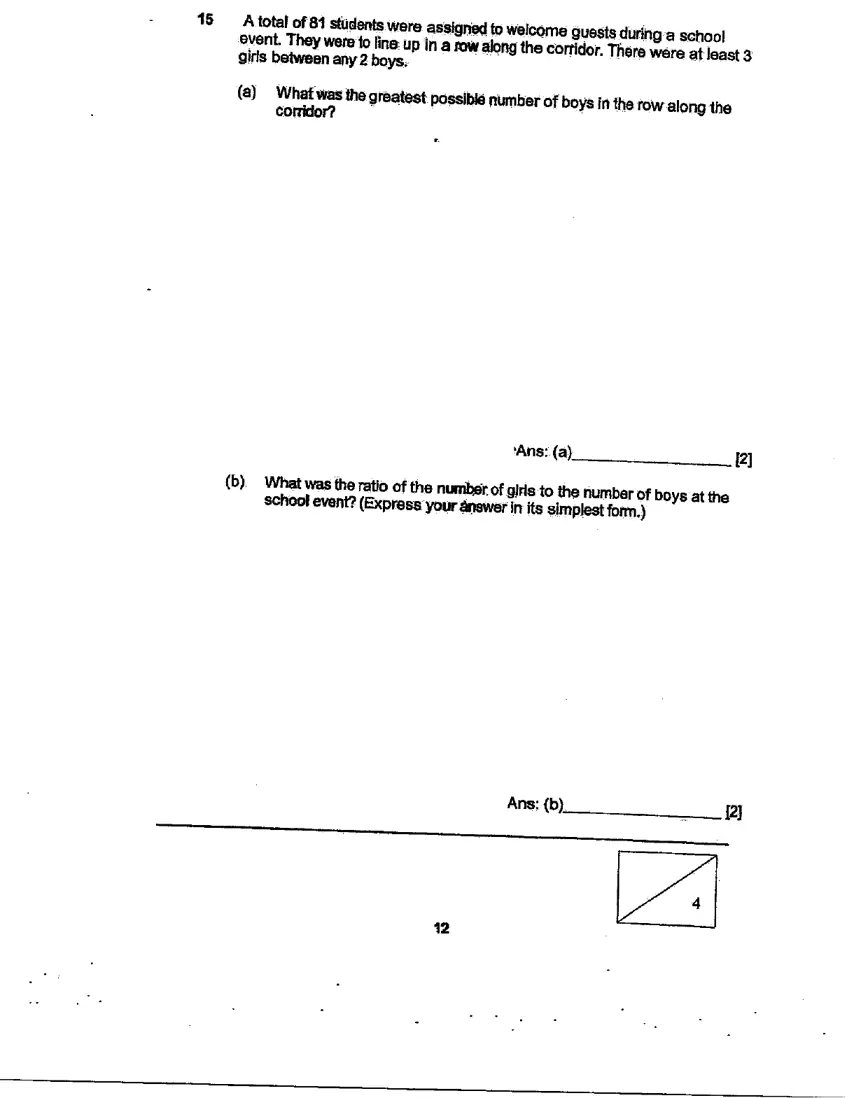 15 A total of 81 students were assigned to welcome guests during a school
event. They were to line up in a row along the corridor. There were at least 3
girls between any 2 boys.
(a) What was the greatest possible number of boys in the row along the
corridor?
Ans: (a)______________ [2]
(b) What was the ratio of the number of girls to the number of boys at the
school event? (Express your answer in its simplest form.)
Ans: (b)______________ [2]
4
12